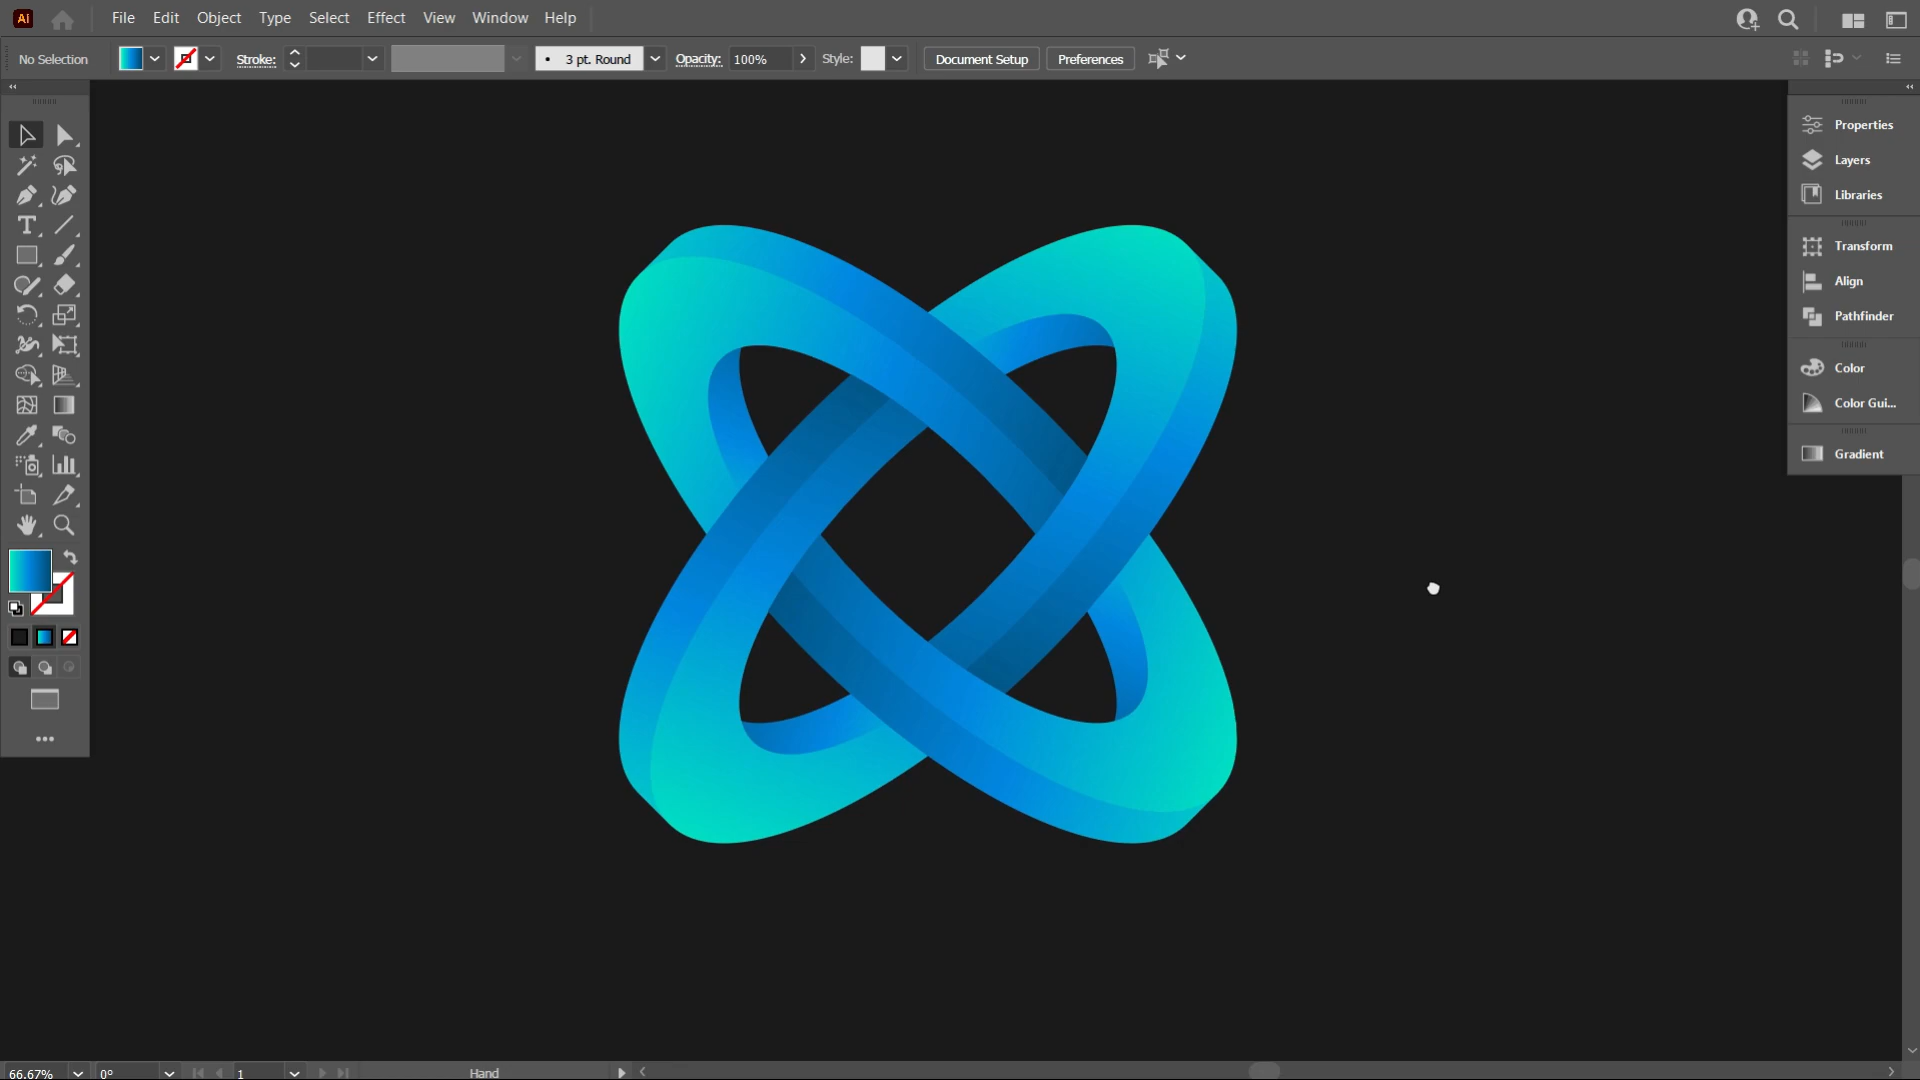 Ai File Edit Object Type Select Effect View Window Help
No Selection Stroke: 3 pt. Round Opacity: 100% Style: Document Setup Preferences
Properties
Layers
Libraries
Transform
Align
Pathfinder
Color
Color Gui...
Gradient
66.67% 0° 1 Hand